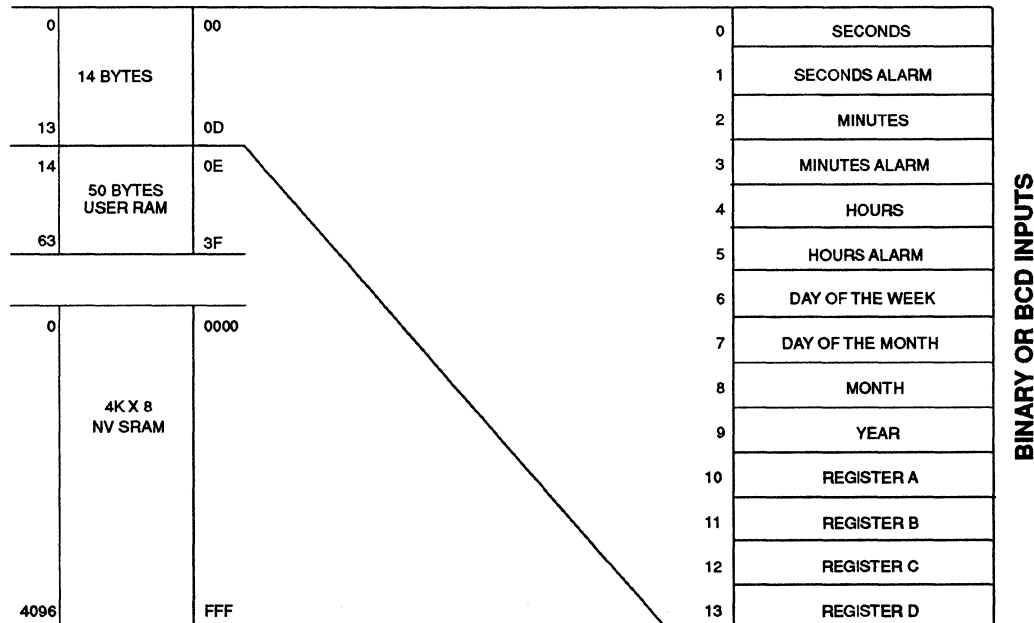 0
00
14 BYTES
13
0D
14
0E
50 BYTES
USER RAM
63
3F
0
0000
4K X 8
NV SRAM
4096
FFF
0 SECONDS
1 SECONDS ALARM
2 MINUTES
3 MINUTES ALARM
4 HOURS
5 HOURS ALARM
6 DAY OF THE WEEK
7 DAY OF THE MONTH
8 MONTH
9 YEAR
10 REGISTER A
11 REGISTER B
12 REGISTER C
13 REGISTER D
BINARY OR BCD INPUTS